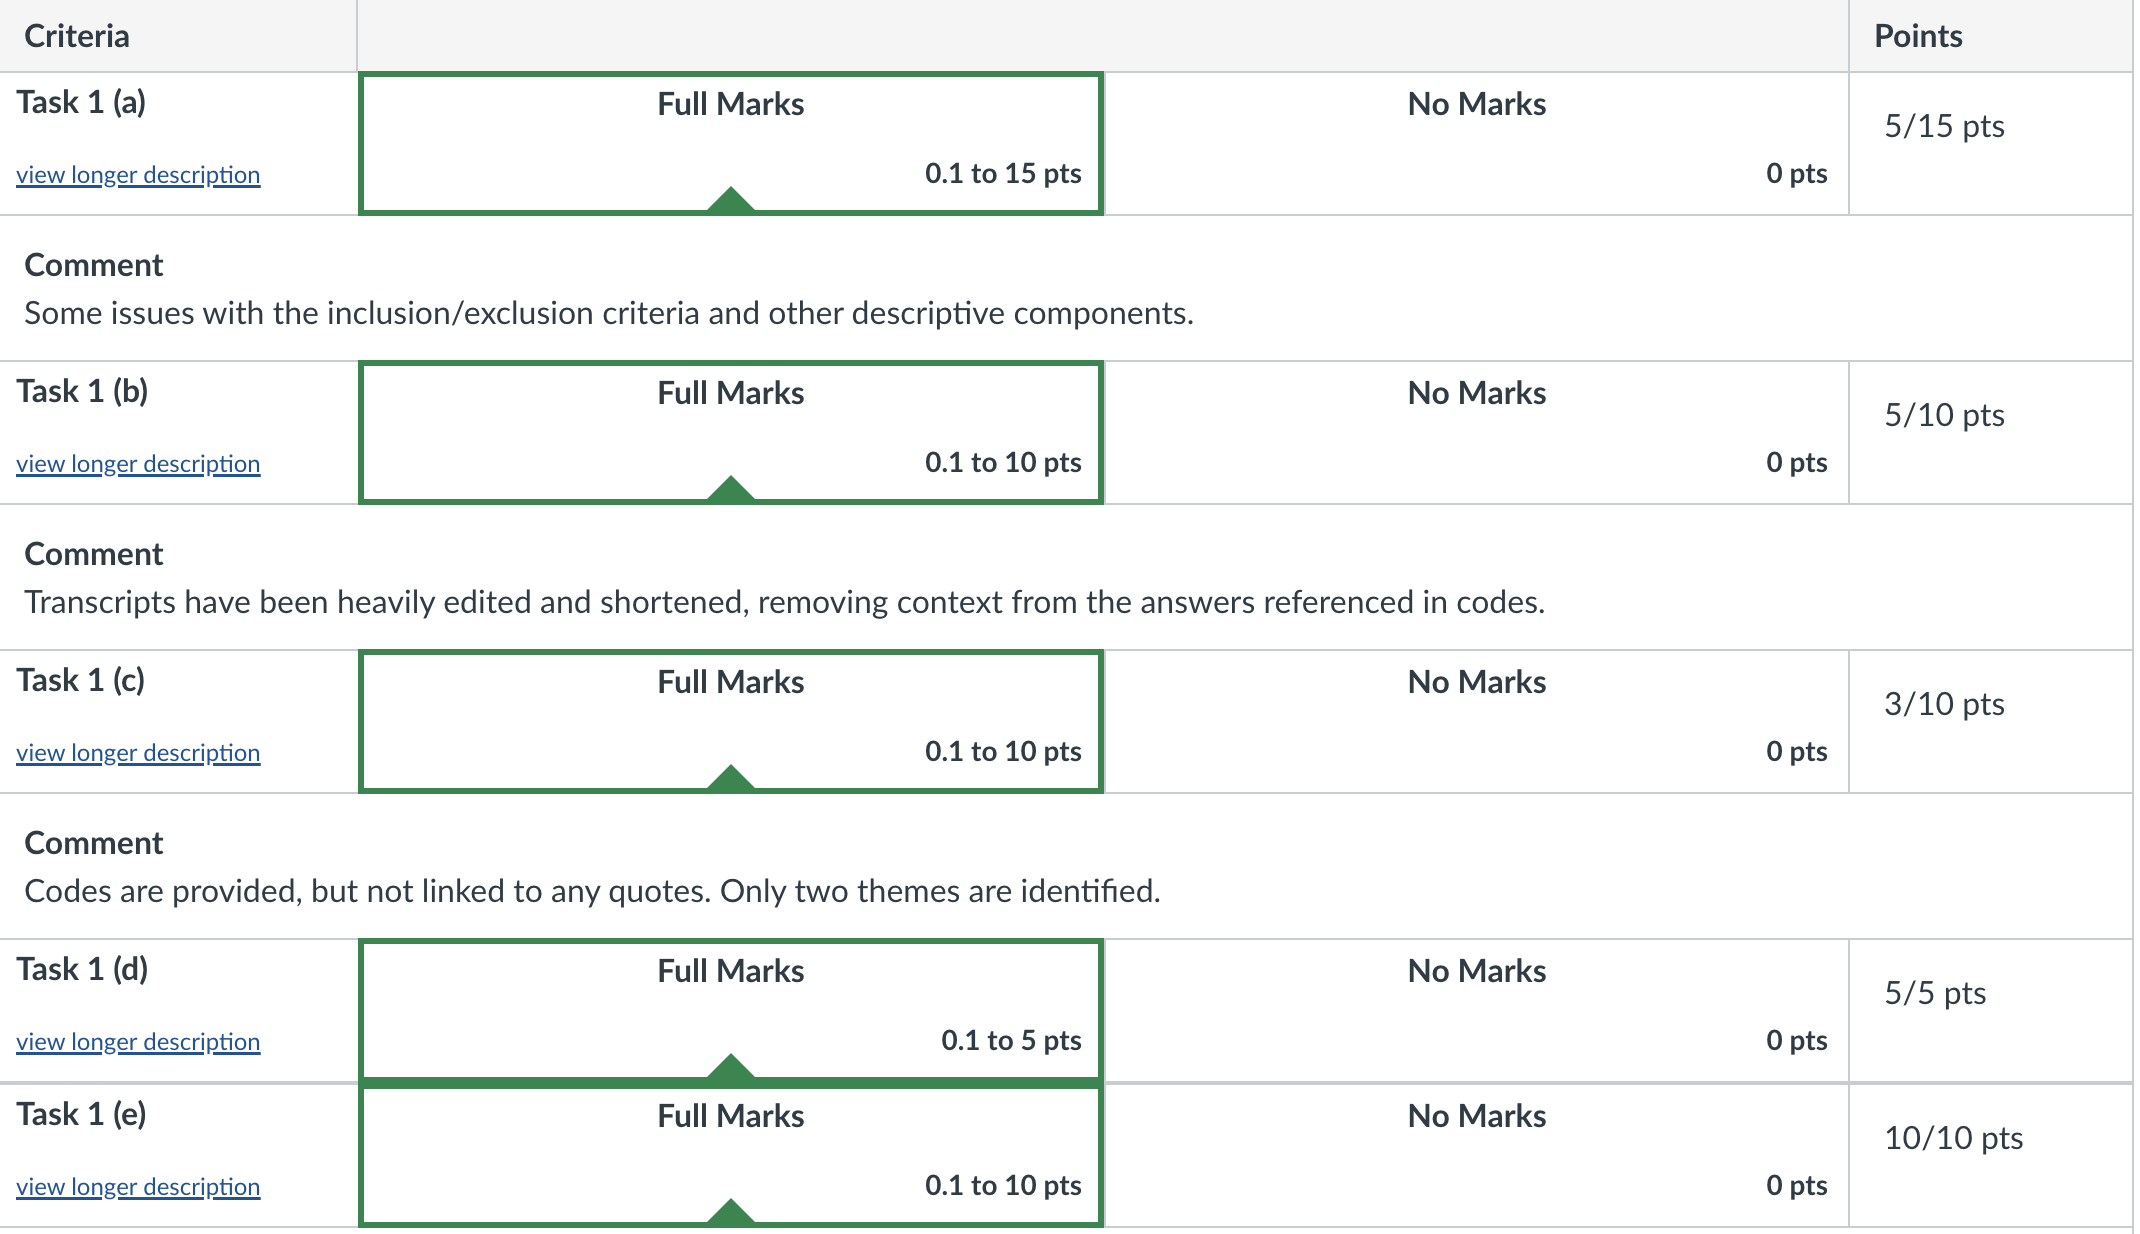 Criteria
Points
Task 1 (a)
Full Marks
No Marks
5/15 pts
view longer description
0.1 to 15 pts
0 pts
Comment
Some issues with the inclusion/exclusion criteria and other descriptive components.
Task 1 (b)
Full Marks
No Marks
5/10 pts
view longer description
0.1 to 10 pts
0 pts
Comment
Transcripts have been heavily edited and shortened, removing context from the answers referenced in codes.
Task 1 (c)
Full Marks
No Marks
3/10 pts
view longer description
0.1 to 10 pts
0 pts
Comment
Codes are provided, but not linked to any quotes. Only two themes are identified.
Task 1 (d)
Full Marks
No Marks
5/5 pts
view longer description
0.1 to 5 pts
0 pts
Task 1 (e)
Full Marks
No Marks
10/10 pts
view longer description
0.1 to 10 pts
0 pts